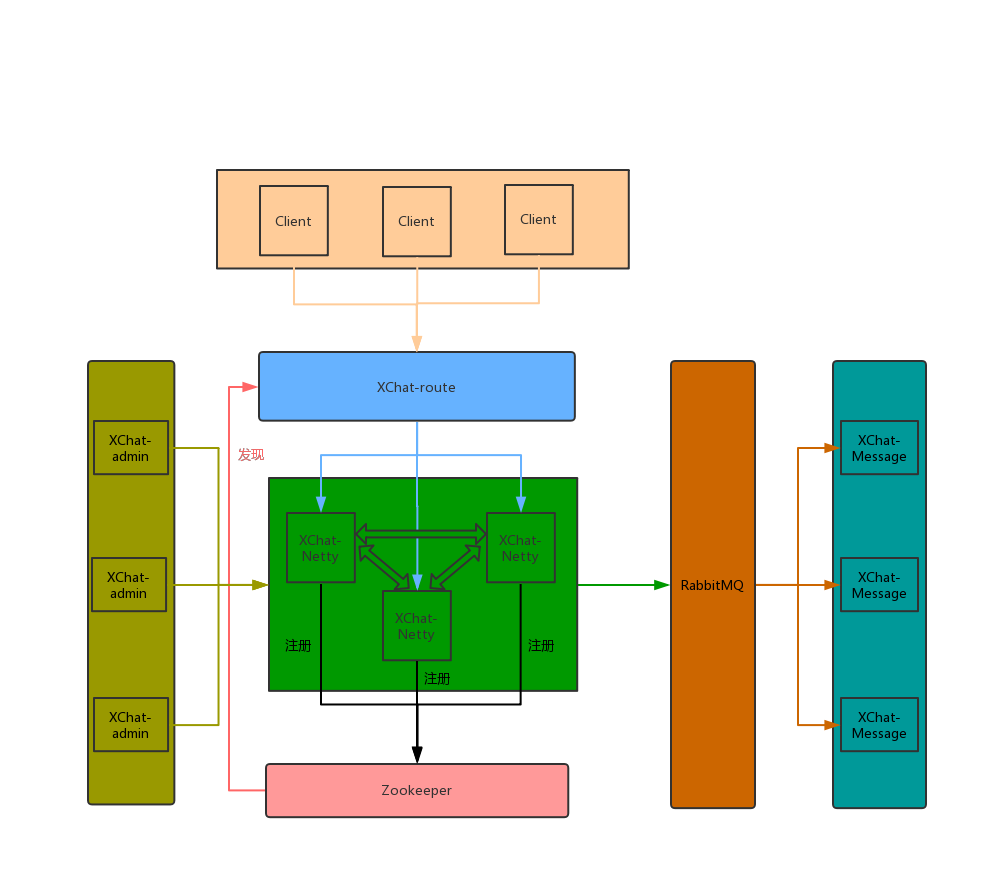 Client
Client
Client
XChat-route
发现
XChat-
admin
XChat-
admin
XChat-
admin
XChat-
Netty
XChat-
Netty
XChat-
Netty
注册
注册
注册
Zookeeper
RabbitMQ
XChat-
Message
XChat-
Message
XChat-
Message